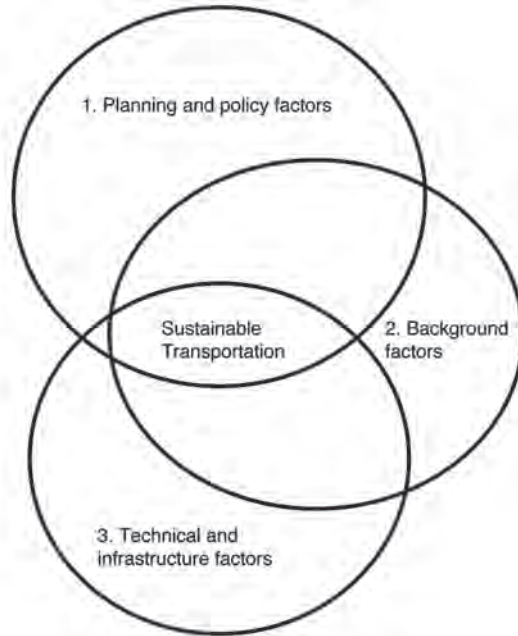 1. Planning and policy factors
Sustainable
Transportation
2. Background
factors
3. Technical and
infrastructure factors